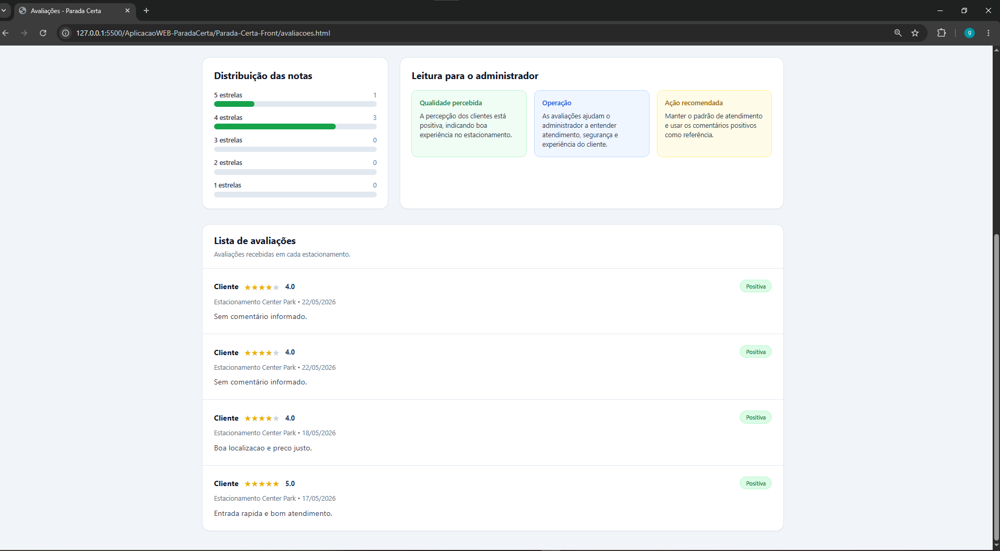 Avaliações - Parada Certa
127.0.0.1:5500/AplicacaoWEB-ParadaCerta/Parada-Certa-Front/avaliacoes.html
g
Distribuição das notas
5 estrelas 1
4 estrelas 3
3 estrelas 0
2 estrelas 0
1 estrelas 0
Leitura para o administrador
Qualidade percebida
A percepção dos clientes está
positiva, indicando boa
experiência no estacionamento.
Operação
As avaliações ajudam o
administrador a entender
atendimento, segurança e
experiência do cliente.
Ação recomendada
Manter o padrão de atendimento
e usar os comentários positivos
como referência.
Lista de avaliações
Avaliações recebidas em cada estacionamento.
Cliente ★★★★★ 4.0 Positiva
Estacionamento Center Park • 22/05/2026
Sem comentário informado.
Cliente ★★★★★ 4.0 Positiva
Estacionamento Center Park • 22/05/2026
Sem comentário informado.
Cliente ★★★★★ 4.0 Positiva
Estacionamento Center Park • 18/05/2026
Boa localizacao e preco justo.
Cliente ★★★★★ 5.0 Positiva
Estacionamento Center Park • 17/05/2026
Entrada rapida e bom atendimento.